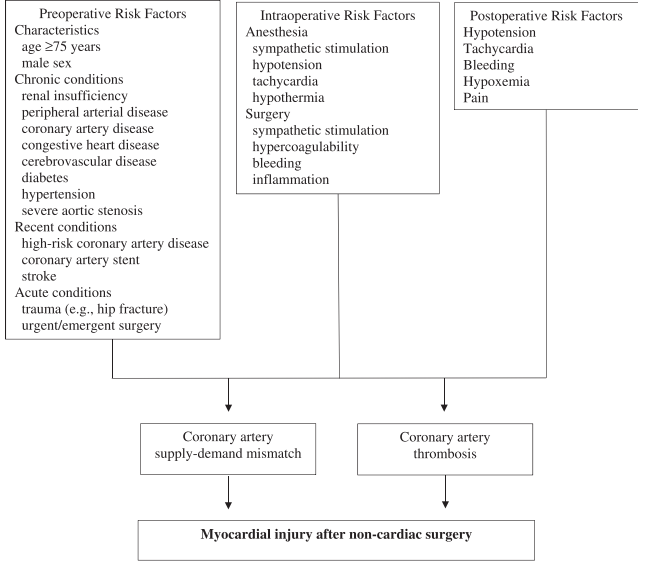 Preoperative Risk Factors
Characteristics
age ≥75 years
male sex
Chronic conditions
renal insufficiency
peripheral arterial disease
coronary artery disease
congestive heart disease
cerebrovascular disease
diabetes
hypertension
severe aortic stenosis
Recent conditions
high-risk coronary artery disease
coronary artery stent
stroke
Acute conditions
trauma (e.g., hip fracture)
urgent/emergent surgery
Intraoperative Risk Factors
Anesthesia
sympathetic stimulation
hypotension
tachycardia
hypothermia
Surgery
sympathetic stimulation
hypercoagulability
bleeding
inflammation
Postoperative Risk Factors
Hypotension
Tachycardia
Bleeding
Hypoxemia
Pain
Coronary artery
supply-demand mismatch
Coronary artery
thrombosis
Myocardial injury after non-cardiac surgery